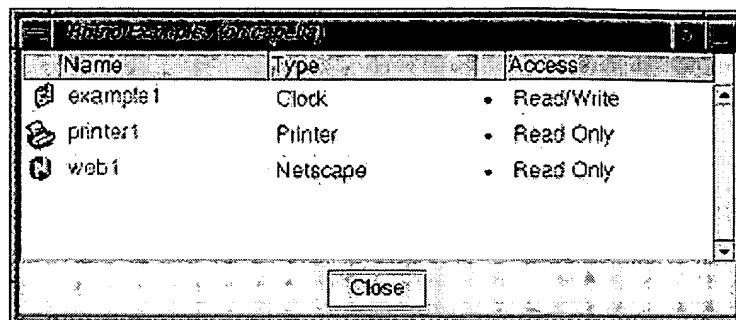 Name Type Access
example1 Clock • Read/Write
printer1 Printer • Read Only
web1 Netscape • Read Only
Close